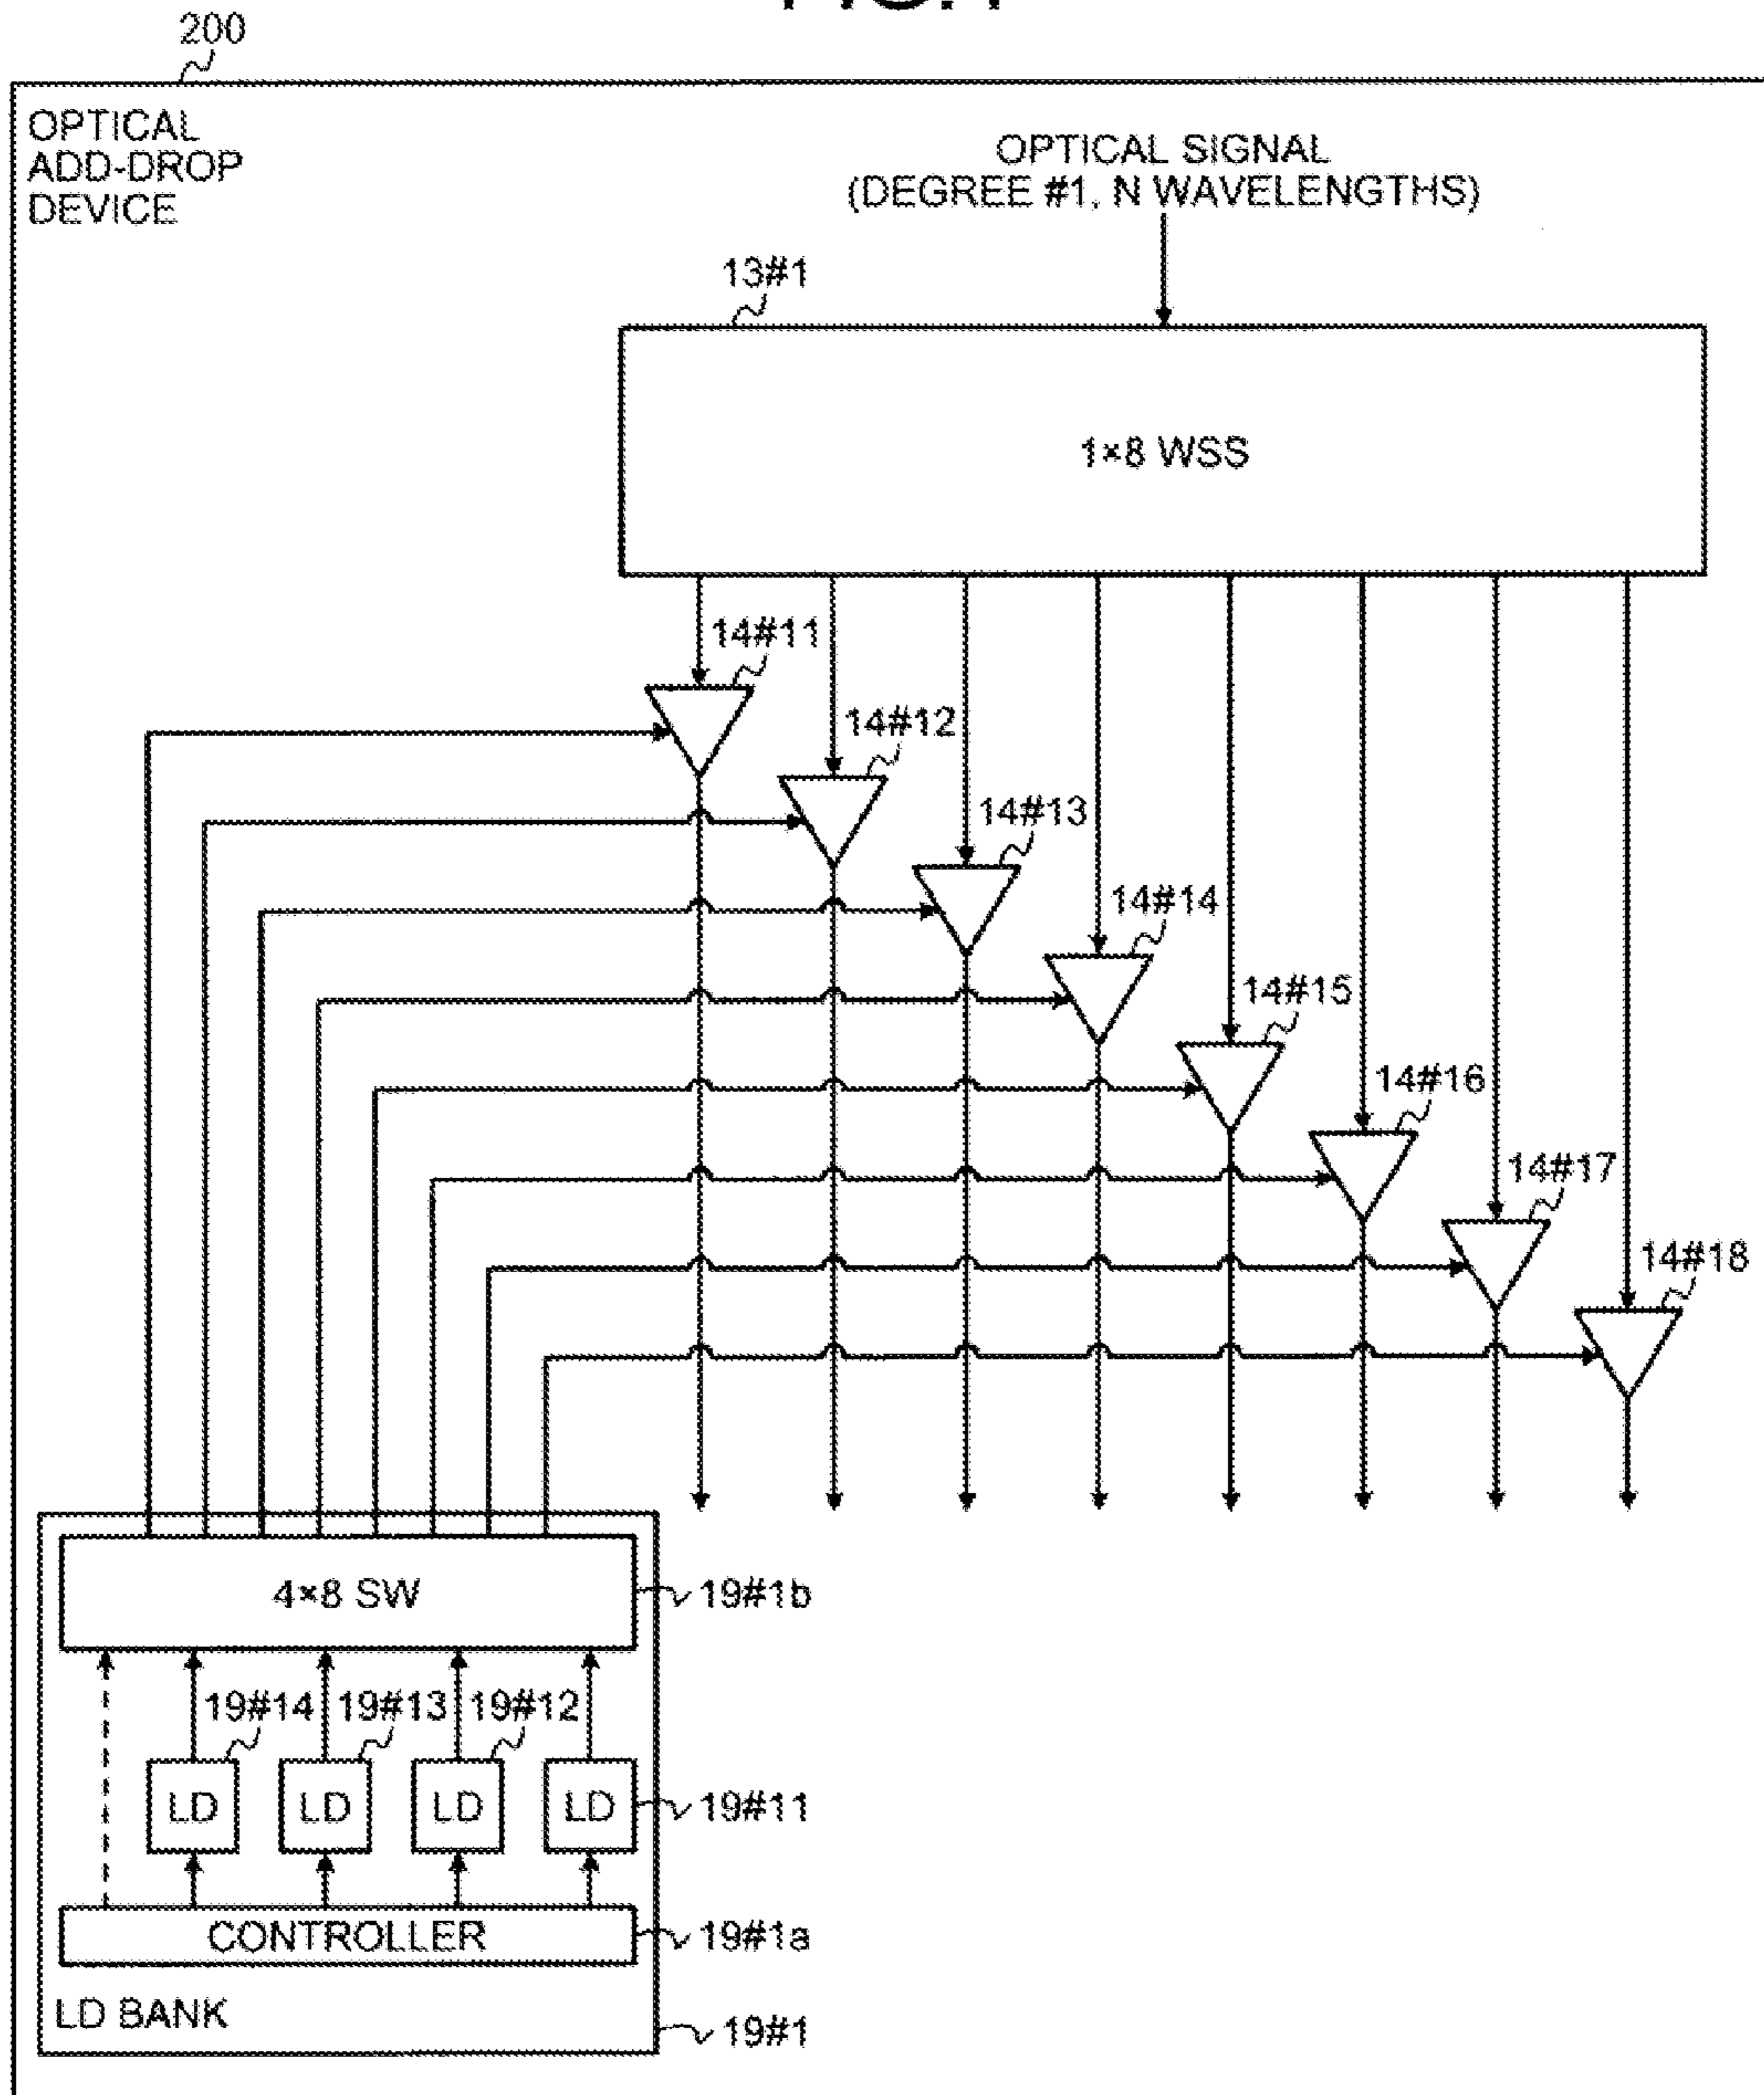 200
OPTICAL
ADD-DROP
DEVICE
OPTICAL SIGNAL
(DEGREE #1, N WAVELENGTHS)
13#1
1×8 WSS
14#11
14#12
14#13
14#14
14#15
14#16
14#17
14#18
4×8 SW
19#1b
19#14
19#13
19#12
LD
LD
LD
LD
19#11
CONTROLLER
19#1a
LD BANK
19#1